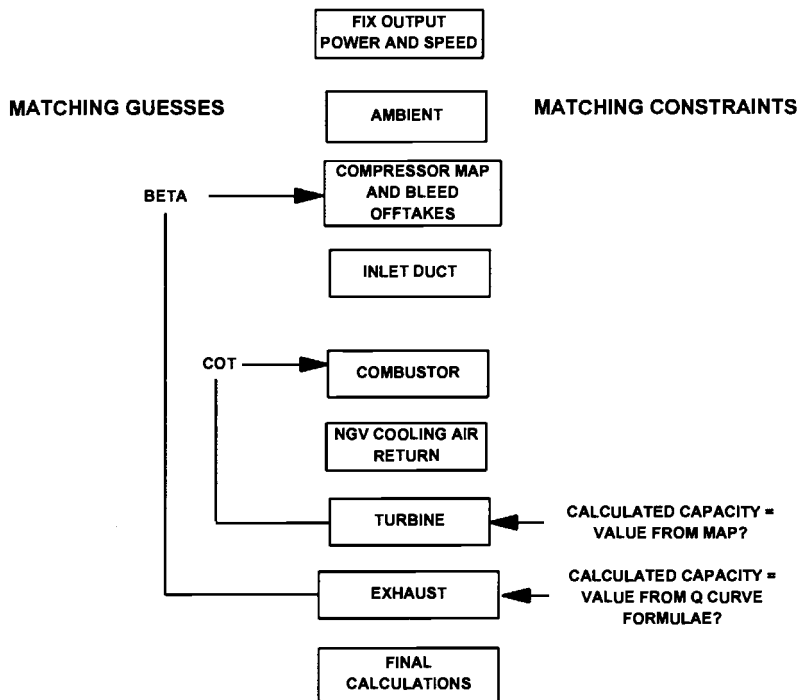 FIX OUTPUT
POWER AND SPEED
MATCHING GUESSES
AMBIENT
MATCHING CONSTRAINTS
BETA
COMPRESSOR MAP
AND BLEED
OFFTAKES
INLET DUCT
COT
COMBUSTOR
NGV COOLING AIR
RETURN
TURBINE
CALCULATED CAPACITY =
VALUE FROM MAP?
EXHAUST
CALCULATED CAPACITY =
VALUE FROM Q CURVE
FORMULAE?
FINAL
CALCULATIONS